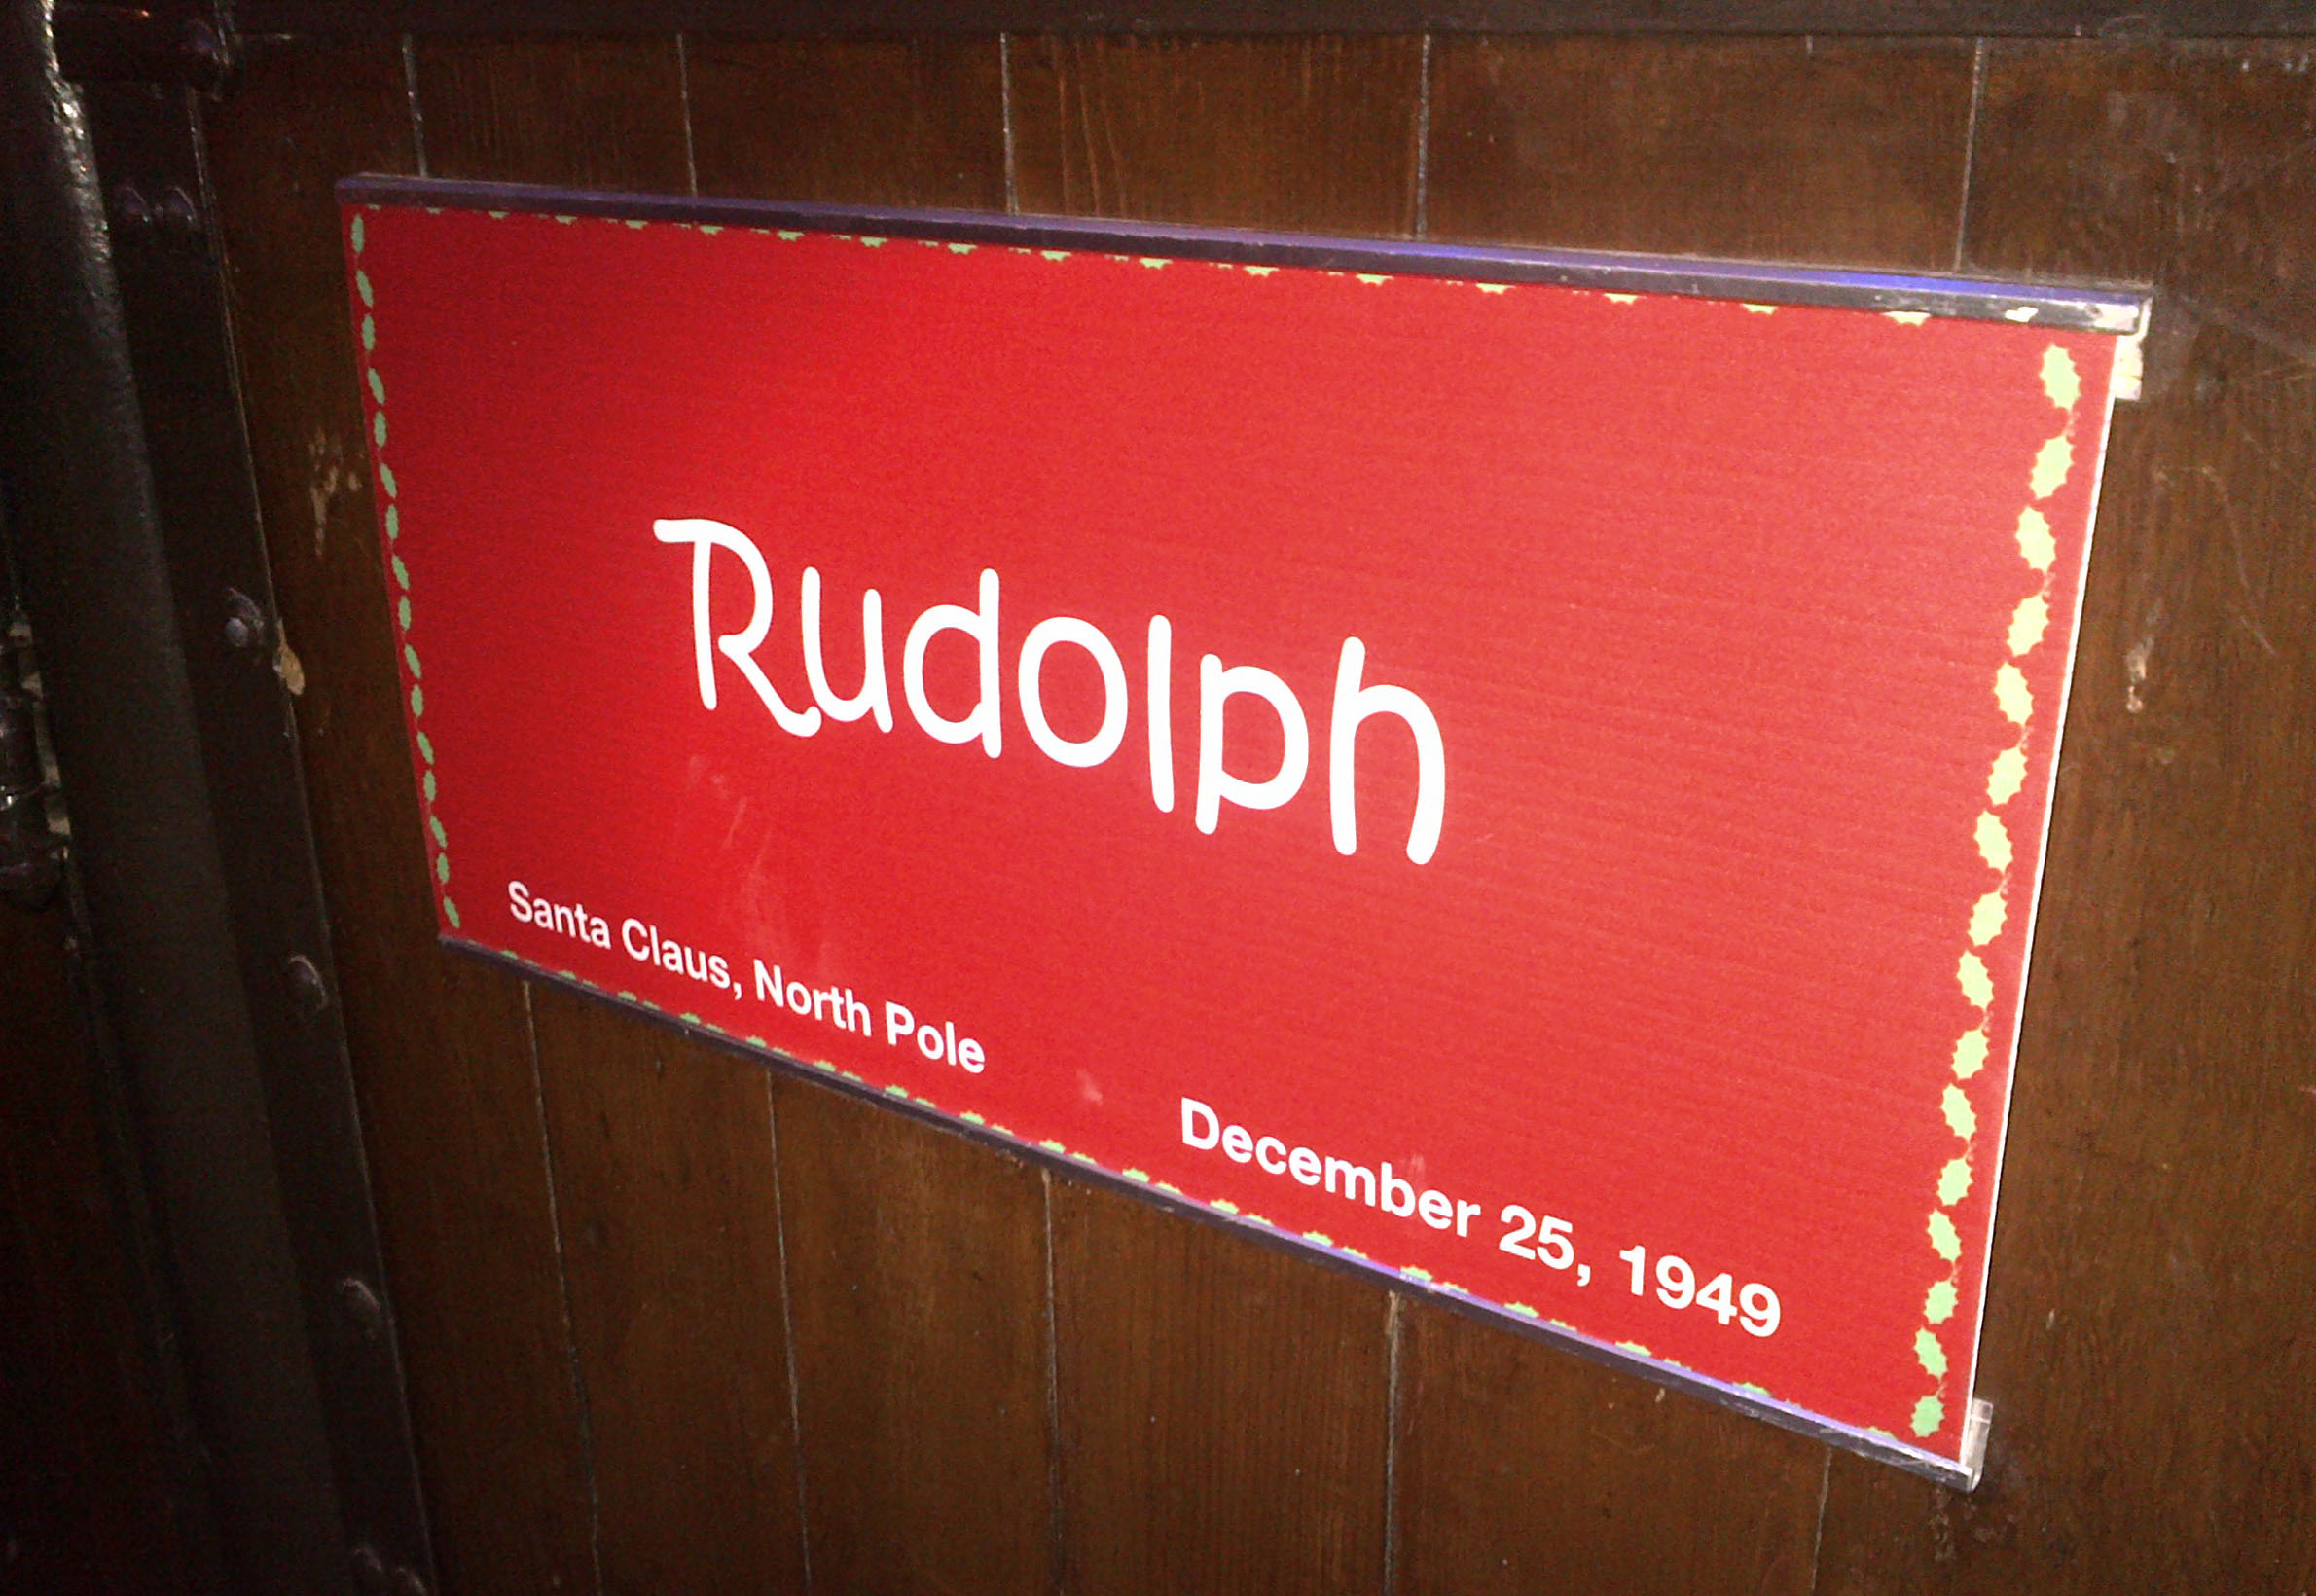 Rudolph
Santa Claus, North Pole
December 25, 1949